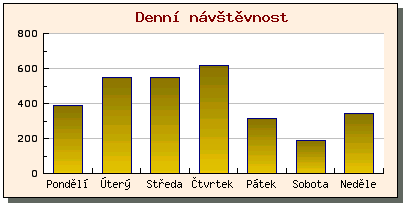 Denní návštěvnost
800
600
400
200
0
Pondělí Úterý Středa Čtvrtek Pátek Sobota Neděle